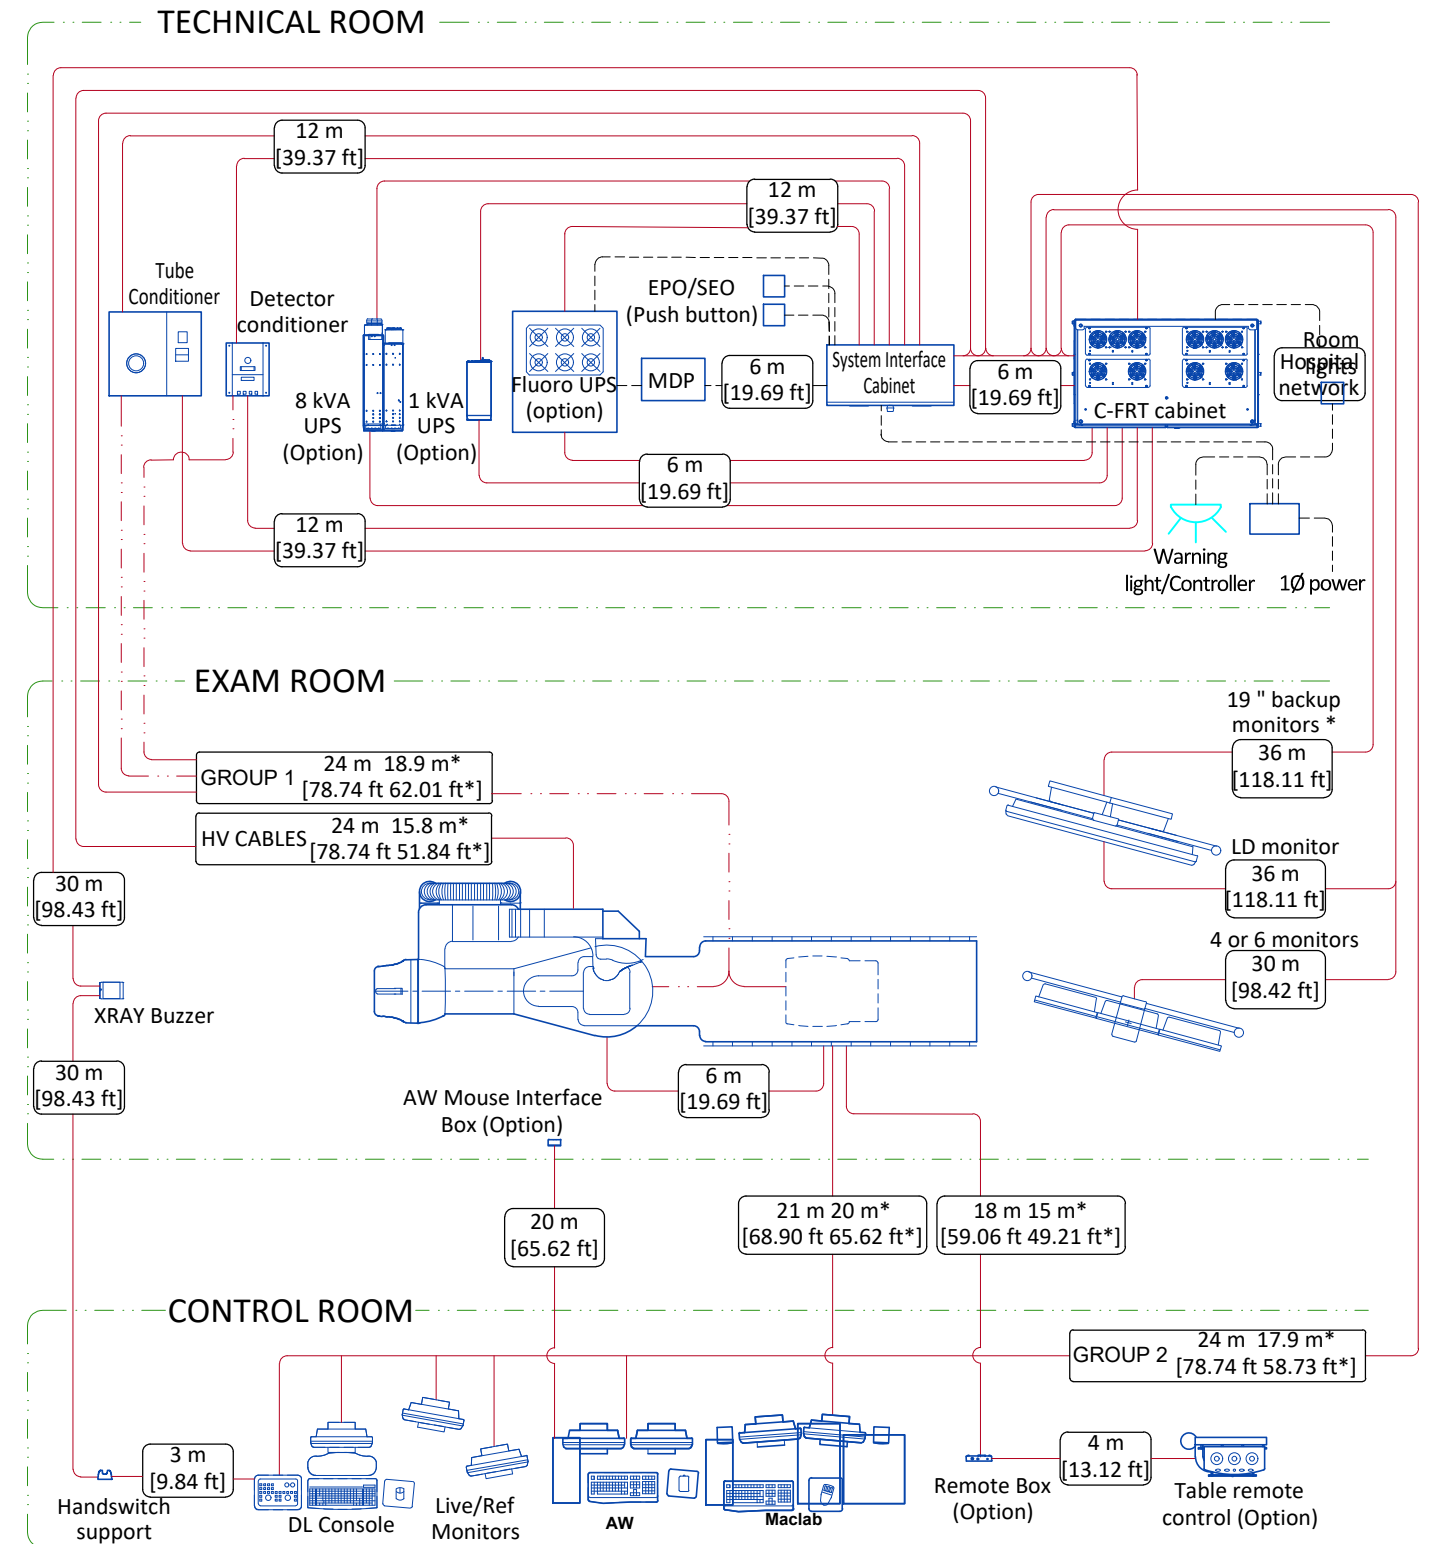 TECHNICAL ROOM
12 m
[39.37 ft]
12 m
[39.37 ft]
Tube
Conditioner
Detector
conditioner
EPO/SEO
(Push button)
8 kVA
UPS
(Option)
1 kVA
UPS
(Option)
Fluoro UPS
(option)
MDP
6 m
[19.69 ft]
System Interface
Cabinet
6 m
[19.69 ft]
C-FRT cabinet
Room
lights
Hospital
network
6 m
[19.69 ft]
12 m
[39.37 ft]
Warning
light/Controller
1Ø power
EXAM ROOM
19 " backup
monitors *
36 m
[118.11 ft]
GROUP 1
24 m 18.9 m*
[78.74 ft 62.01 ft*]
HV CABLES
24 m 15.8 m*
[78.74 ft 51.84 ft*]
LD monitor
36 m
[118.11 ft]
30 m
[98.43 ft]
4 or 6 monitors
30 m
[98.42 ft]
XRAY Buzzer
30 m
[98.43 ft]
6 m
[19.69 ft]
AW Mouse Interface
Box (Option)
20 m
[65.62 ft]
21 m 20 m*
[68.90 ft 65.62 ft*]
18 m 15 m*
[59.06 ft 49.21 ft*]
CONTROL ROOM
GROUP 2
24 m 17.9 m*
[78.74 ft 58.73 ft*]
3 m
[9.84 ft]
4 m
[13.12 ft]
Handswitch
support
DL Console
Live/Ref
Monitors
AW
Maclab
Remote Box
(Option)
Table remote
control (Option)